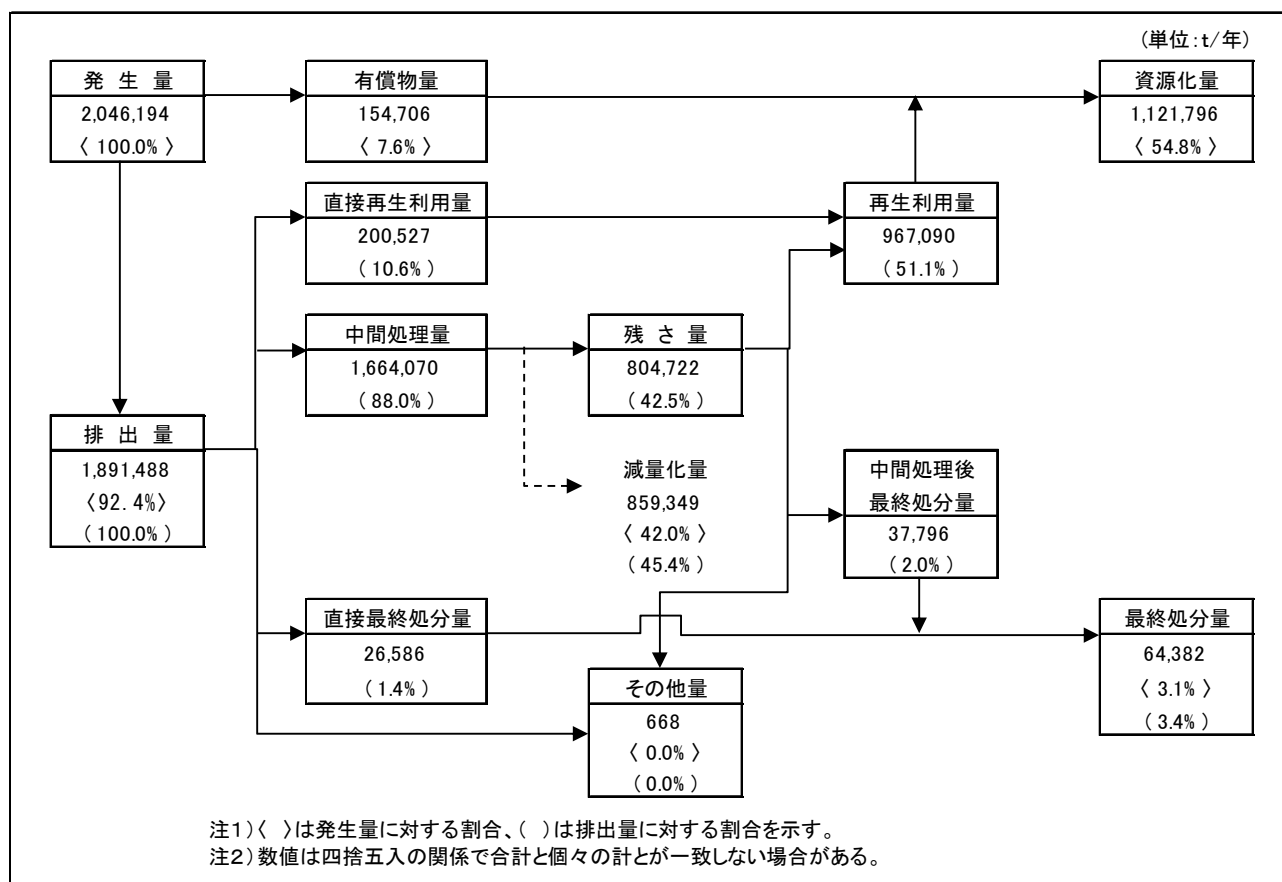 （単位：t/年）
発 生 量
2,046,194
〈 100.0% 〉
有償物量
154,706
〈 7.6% 〉
資源化量
1,121,796
〈 54.8% 〉
直接再生利用量
200,527
（ 10.6% ）
再生利用量
967,090
（ 51.1% ）
中間処理量
1,664,070
（ 88.0% ）
残 さ 量
804,722
（ 42.5% ）
排 出 量
1,891,488
〈92.4%〉
（ 100.0% ）
減量化量
859,349
〈 42.0% 〉
（ 45.4% ）
中間処理後
最終処分量
37,796
（ 2.0% ）
直接最終処分量
26,586
（ 1.4% ）
最終処分量
64,382
〈 3.1% 〉
（ 3.4% ）
その他量
668
〈 0.0% 〉
（ 0.0% ）
注１）〈　〉は発生量に対する割合、（　）は排出量に対する割合を示す。
注２）数値は四捨五入の関係で合計と個々の計とが一致しない場合がある。